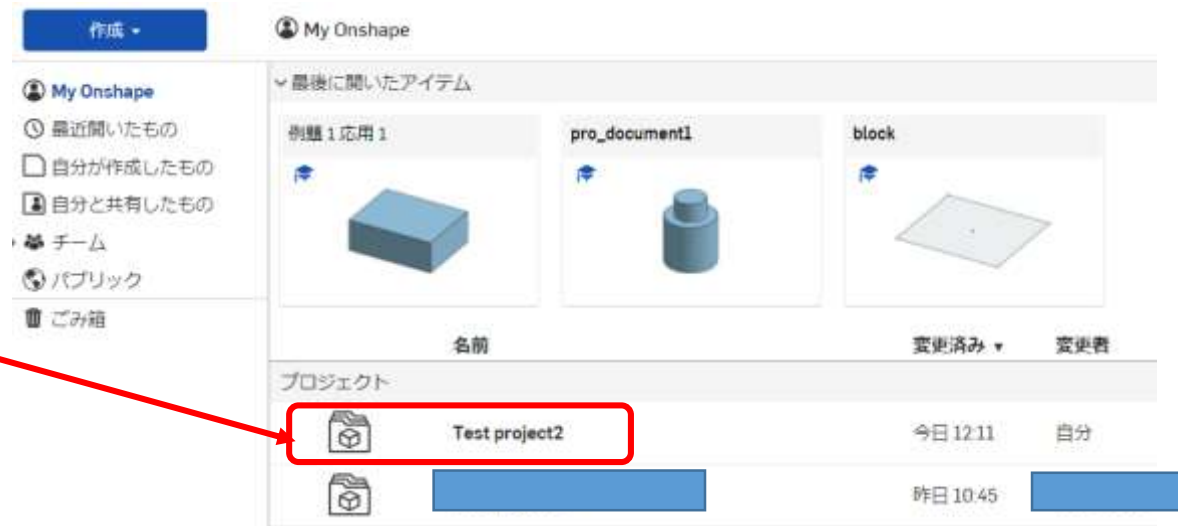 作成
My Onshape
My Onshape
最近開いたもの
自分が作成したもの
自分と共有したもの
チーム
パブリック
ごみ箱
最後に開いたアイテム
例題1応用1
pro_document1
block
名前 変更済み 変更者
プロジェクト
Test project2 今日 12:11 自分
昨日 10:45